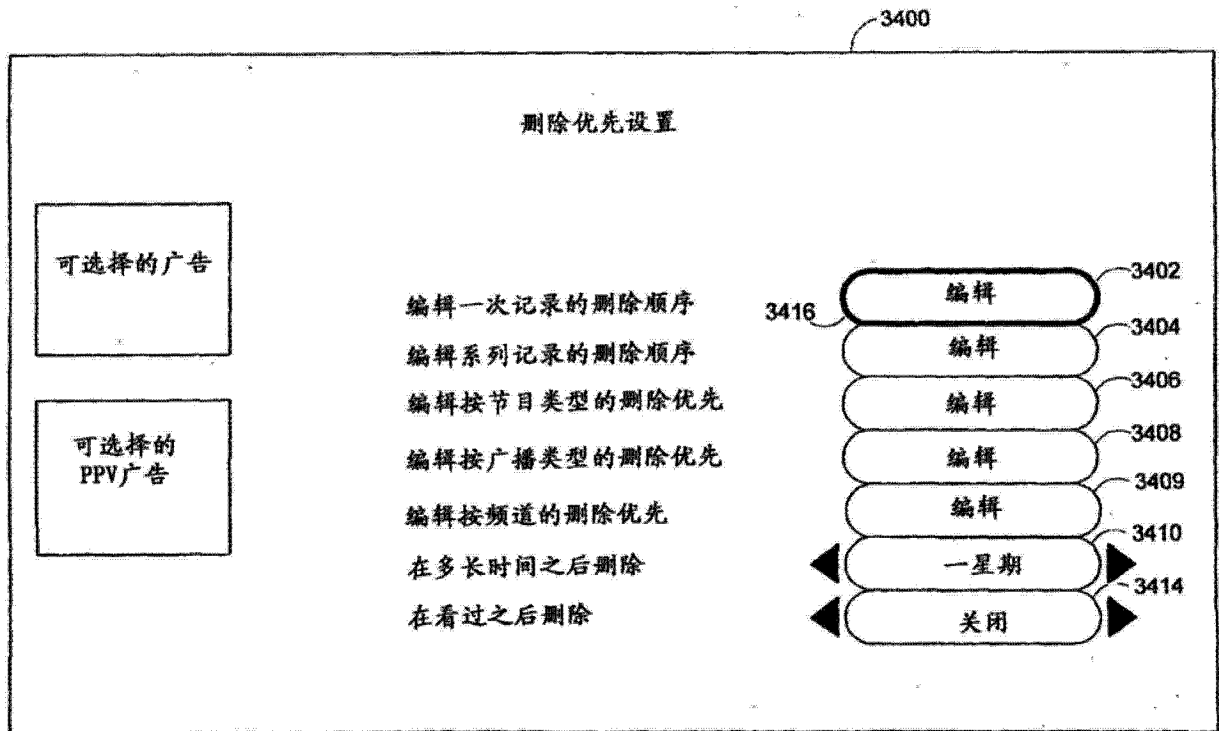 3400
删除优先设置
可选择的广告
可选择的
PPV广告
编辑一次记录的删除顺序
3416
编辑
3402
编辑系列记录的删除顺序
编辑
3404
编辑按节目类型的删除优先
编辑
3406
编辑按广播类型的删除优先
编辑
3408
编辑按频道的删除优先
编辑
3409
在多长时间之后删除
一星期
3410
在看过之后删除
关闭
3414